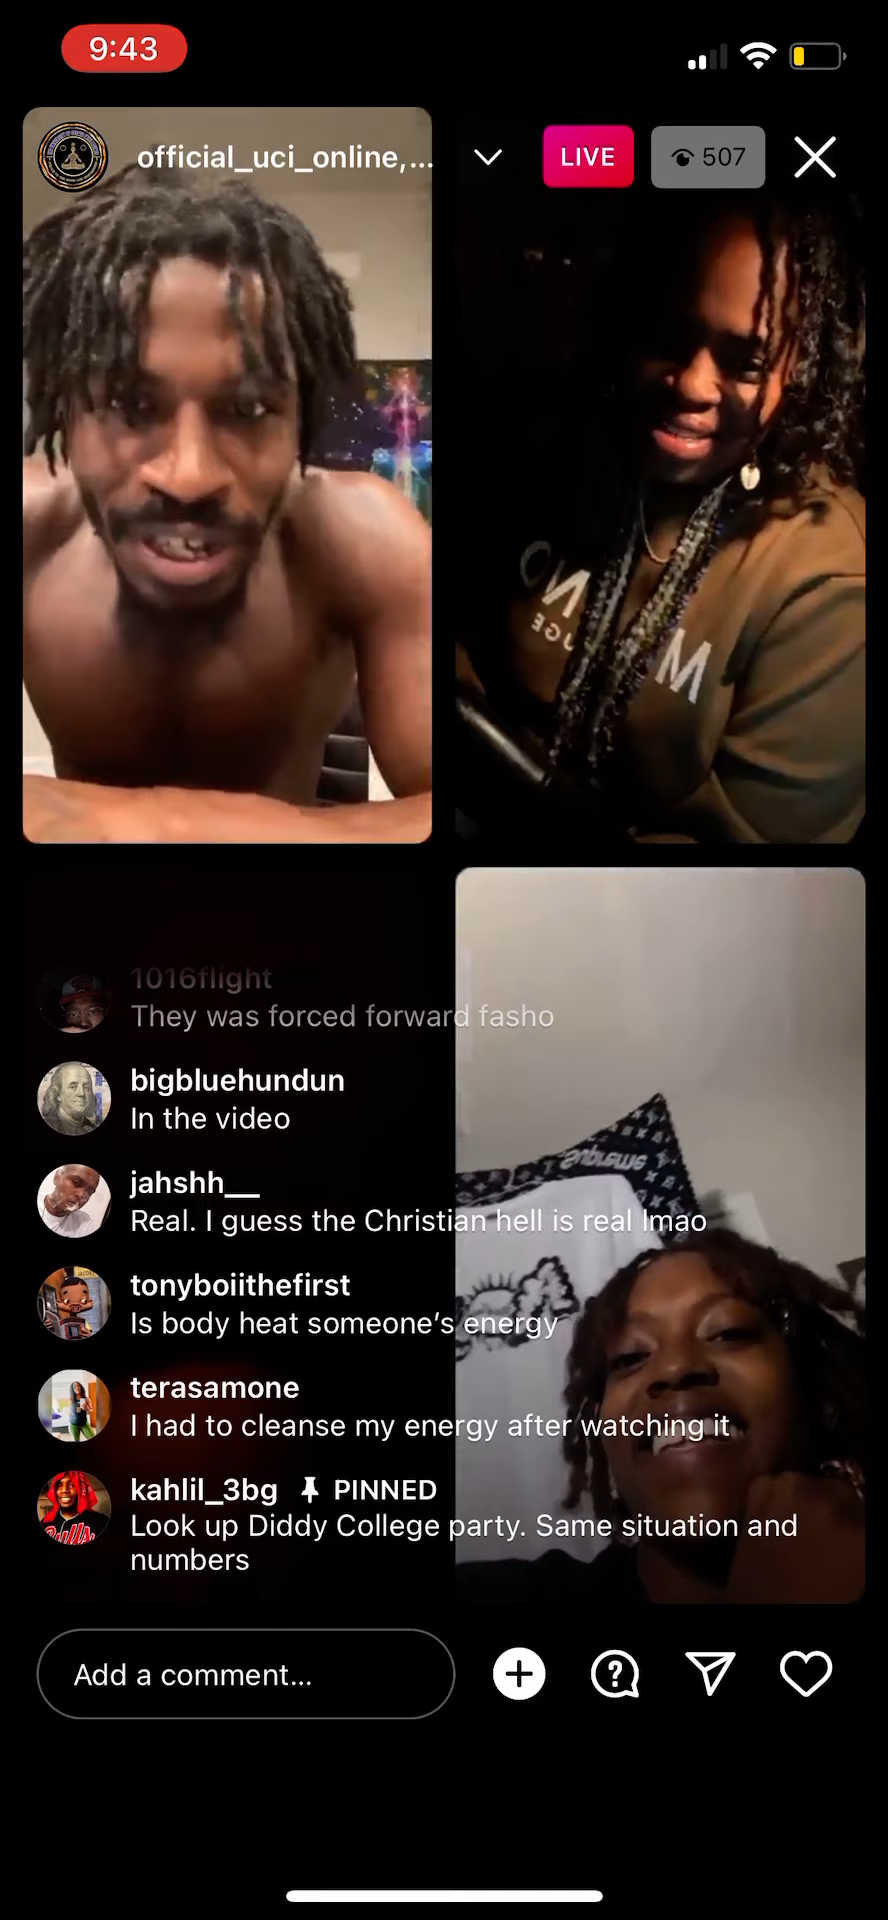 9:43
official_uci_online,...
LIVE
507
1016flight
They was forced forward fasho
bigbluehundun
In the video
jahshh__
Real. I guess the Christian hell is real lmao
tonyboiithefirst
Is body heat someone's energy
terasamone
I had to cleanse my energy after watching it
kahlil_3bg PINNED
Look up Diddy College party. Same situation and
numbers
Add a comment...